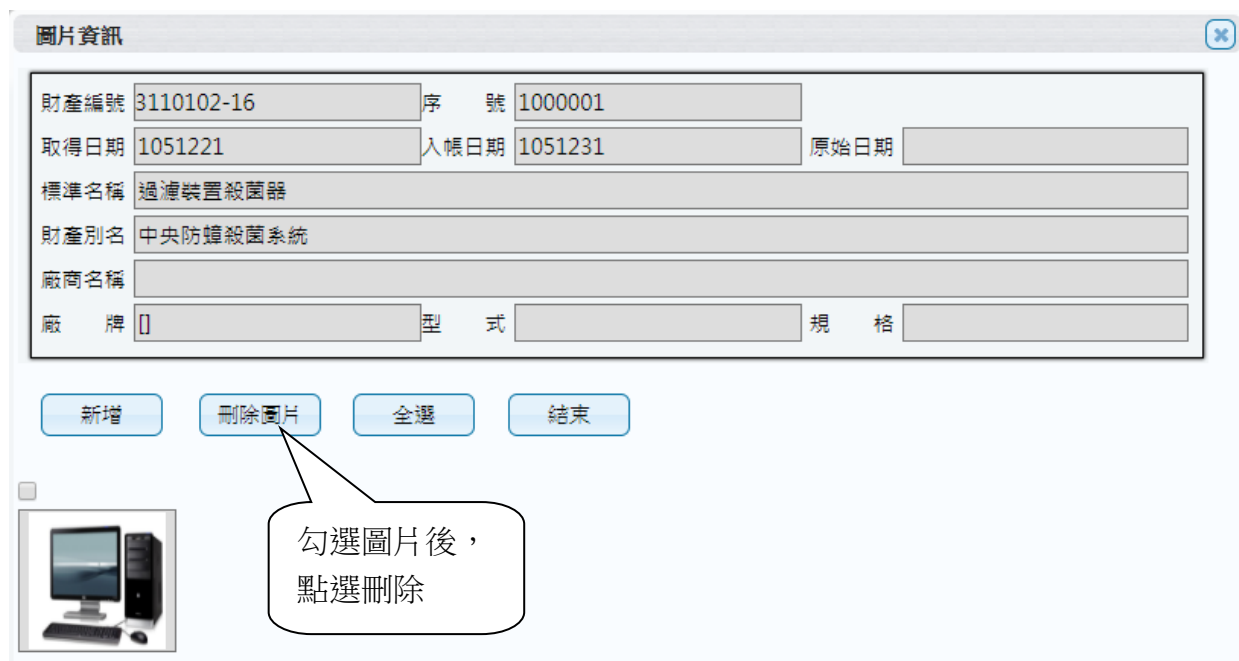 圖片資訊
財產編號 3110102-16 序 號 1000001
取得日期 1051221 入帳日期 1051231 原始日期
標準名稱 過濾裝置殺菌器
財產別名 中央防蟑殺菌系統
廠商名稱
廠 牌 [] 型 式 規 格
新增 刪除圖片 全選 結束
勾選圖片後，
點選刪除